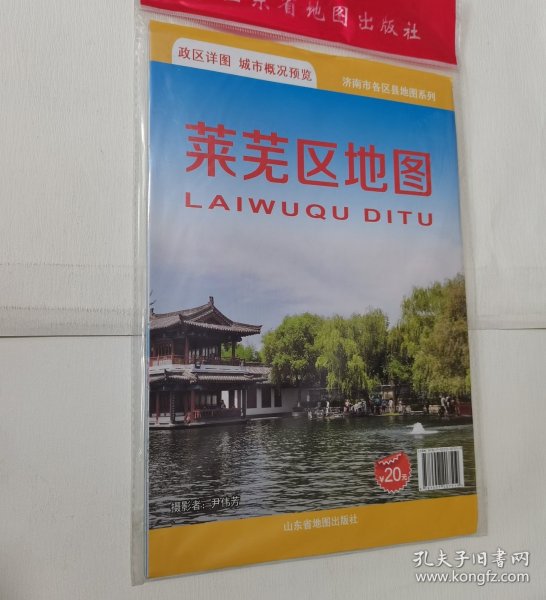 东省地图出版社
政区详图 城市概况预览
济南市各区县地图系列
莱芜区地图
LAIWUQU DITU
¥20元
摄影者：尹伟芳
山东省地图出版社
孔夫子旧书网
www.kongfz.com